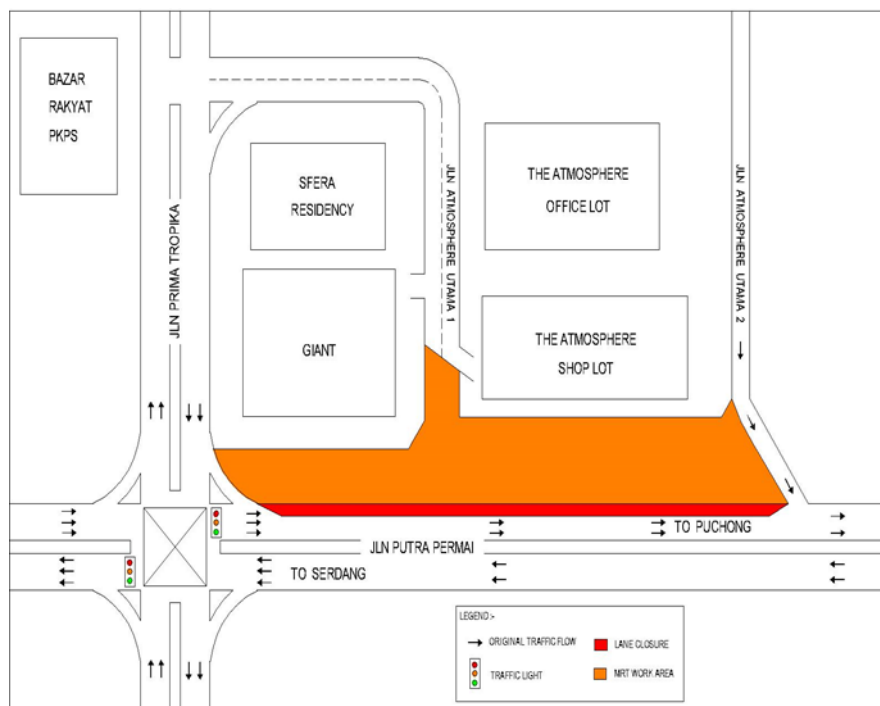 BAZAR
RAKYAT
PKPS
JLN PRIMA TROPIKA
SFERA
RESIDENCY
GIANT
JLN ATMOSPHERE UTAMA 1
THE ATMOSPHERE
OFFICE LOT
THE ATMOSPHERE
SHOP LOT
JLN ATMOSPHERE UTAMA 2
TO PUCHONG
JLN PUTRA PERMAI
TO SERDANG
LEGEND :-
ORIGINAL TRAFFIC FLOW
LANE CLOSURE
TRAFFIC LIGHT
MRT WORK AREA